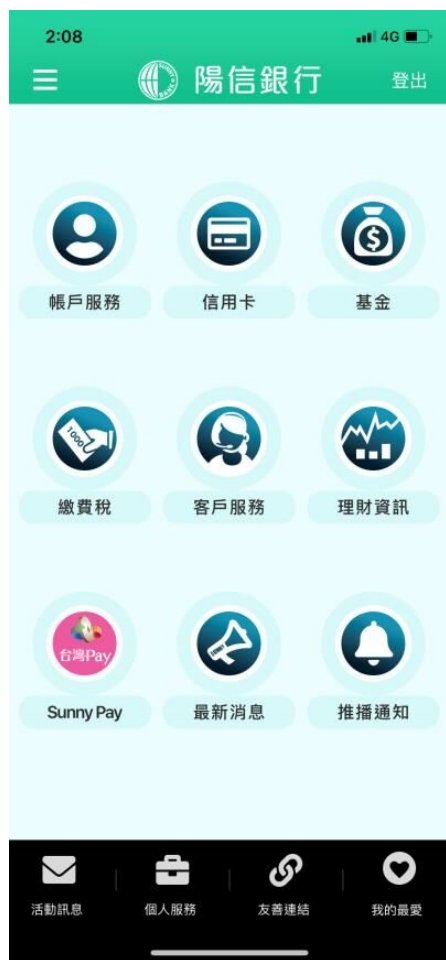 2:08 4G
陽信銀行 登出
帳戶服務 信用卡 基金
1000
繳費稅 客戶服務 理財資訊
台灣Pay
Sunny Pay 最新消息 推播通知
活動訊息 個人服務 友善連結 我的最愛